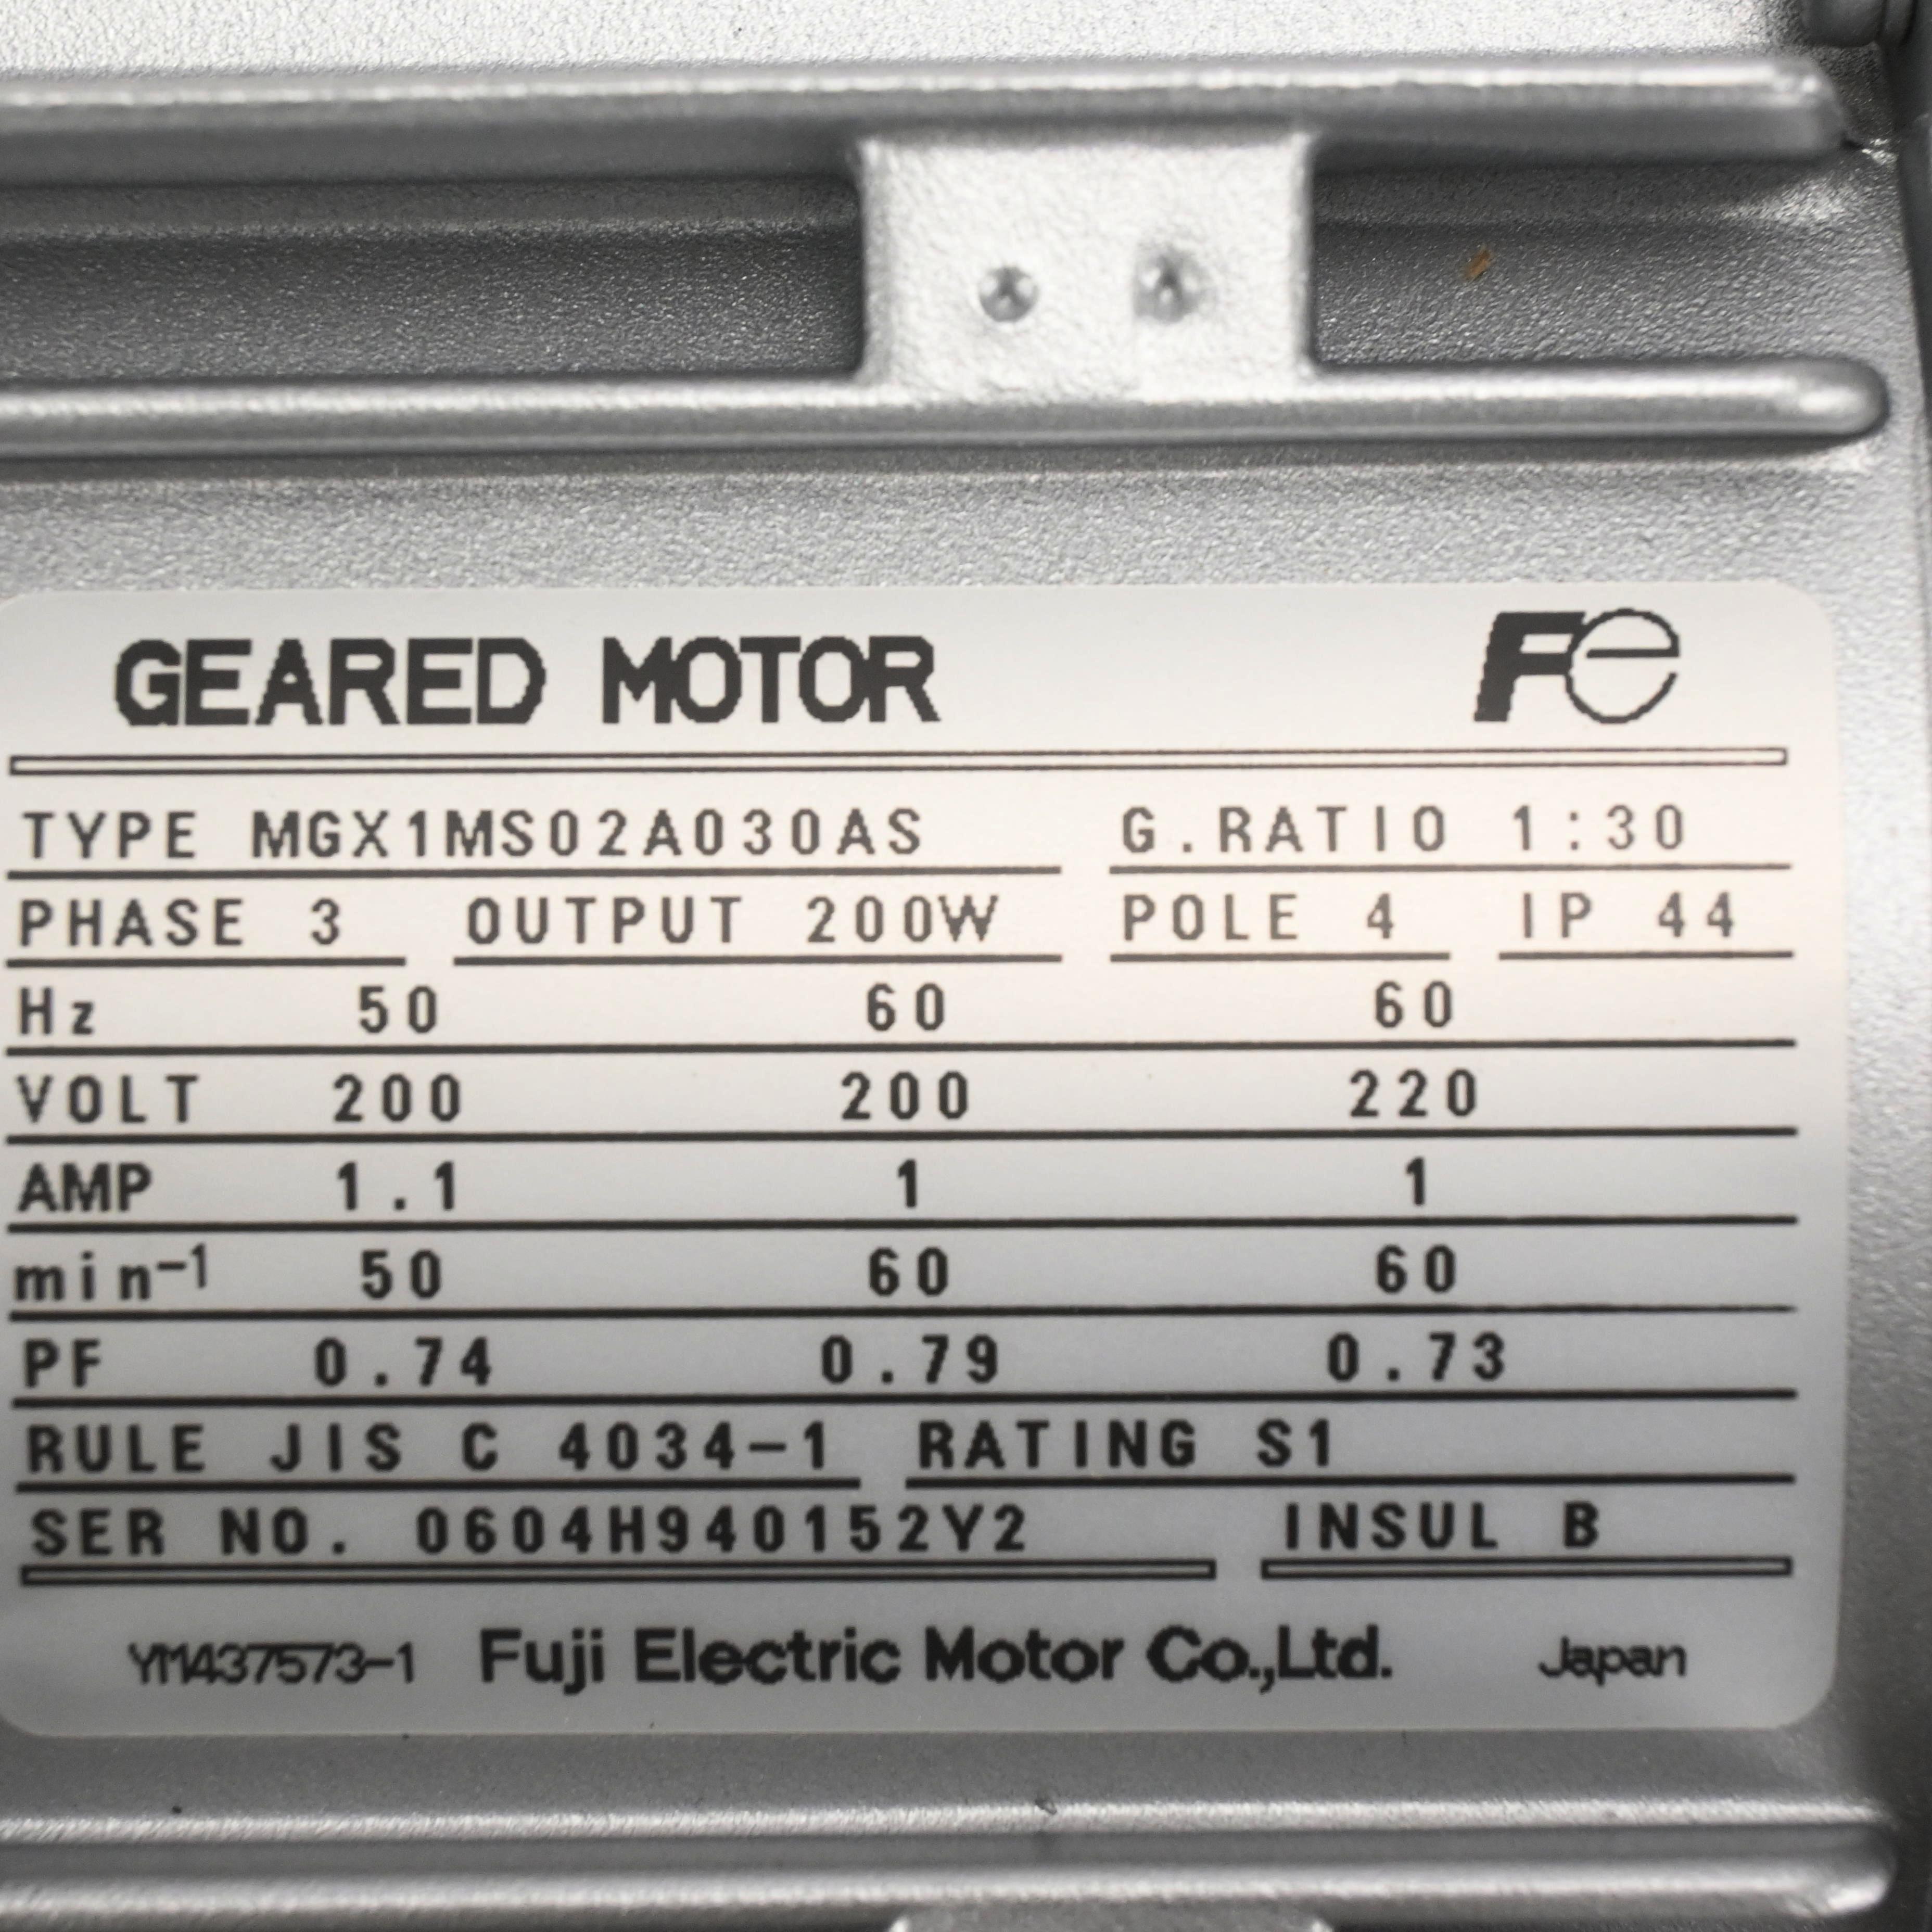 GEARED MOTOR Fe
TYPE MGX1MS02A030AS G.RATIO 1:30
PHASE 3 OUTPUT 200W POLE 4 IP 44
Hz 50 60 60
VOLT 200 200 220
AMP 1.1 1 1
min⁻¹ 50 60 60
PF 0.74 0.79 0.73
RULE JIS C 4034-1 RATING S1
SER NO. 0604H940152Y2 INSUL B
YM437573-1 Fuji Electric Motor Co.,Ltd. Japan